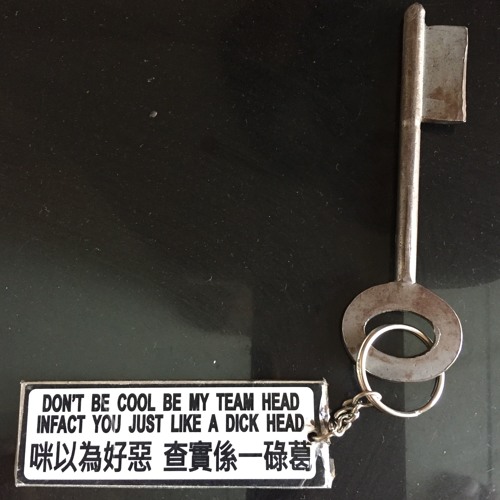 DON'T BE COOL BE MY TEAM HEAD
INFACT YOU JUST LIKE A DICK HEAD
咪以為好惡 查實係一碌葛